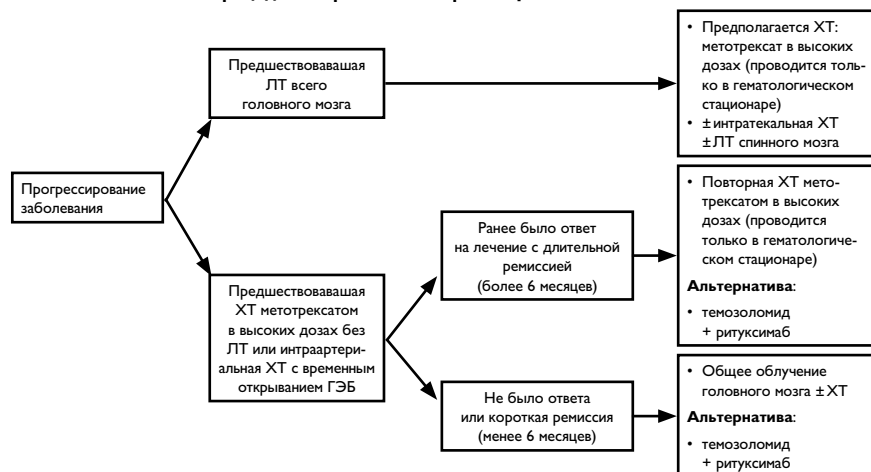 Прогрессирование
заболевания
Предшествовавашая
ЛТ всего
головного мозга
• Предполагается ХТ:
метотрексат в высоких
дозах (проводится толь-
ко в гематологическом
стационаре)
• ± интратекальная ХТ
± ЛТ спинного мозга
Предшествовавашая
ХТ метотрексатом
в высоких дозах без
ЛТ или интраартери-
альная ХТ с временным
открыванием ГЭБ
Ранее было ответ
на лечение с длительной
ремиссией
(более 6 месяцев)
• Повторная ХТ мето-
трексатом в высоких
дозах (проводится
только в гематологиче-
ском стационаре)
Альтернатива:
• темозоломид
+ ритуксимаб
Не было ответа
или короткая ремиссия
(менее 6 месяцев)
• Общее облучение
головного мозга ± ХТ
Альтернатива:
• темозоломид
+ ритуксимаб